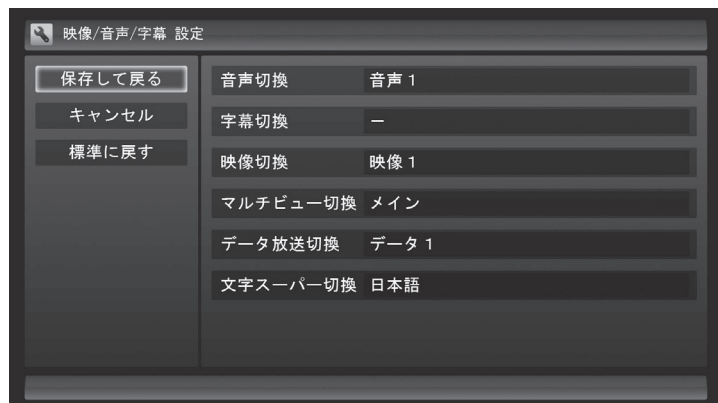 映像/音声/字幕 設定
保存して戻る
キャンセル
標準に戻す
音声切換 音声 1
字幕切換 ー
映像切換 映像 1
マルチビュー切換 メイン
データ放送切換 データ 1
文字スーパー切換 日本語